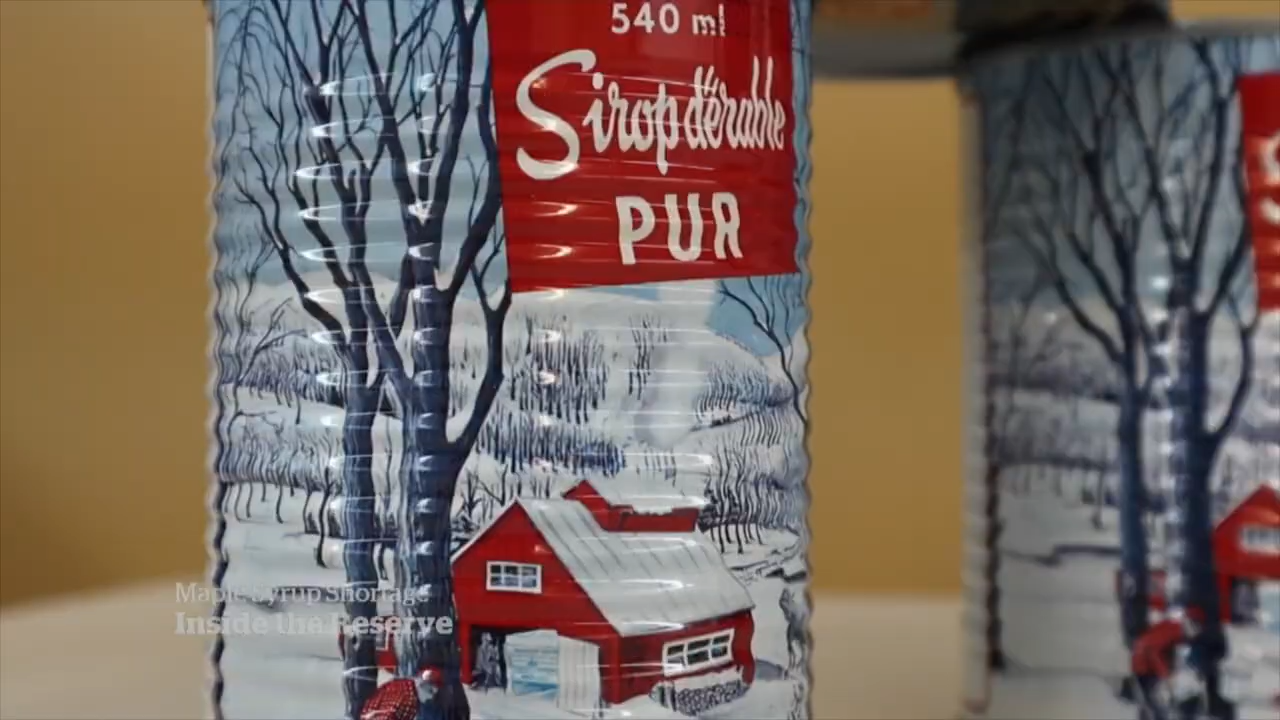 540 ml
Sirop d'érable
PUR
Maple Syrup Shortage
Inside the Reserve